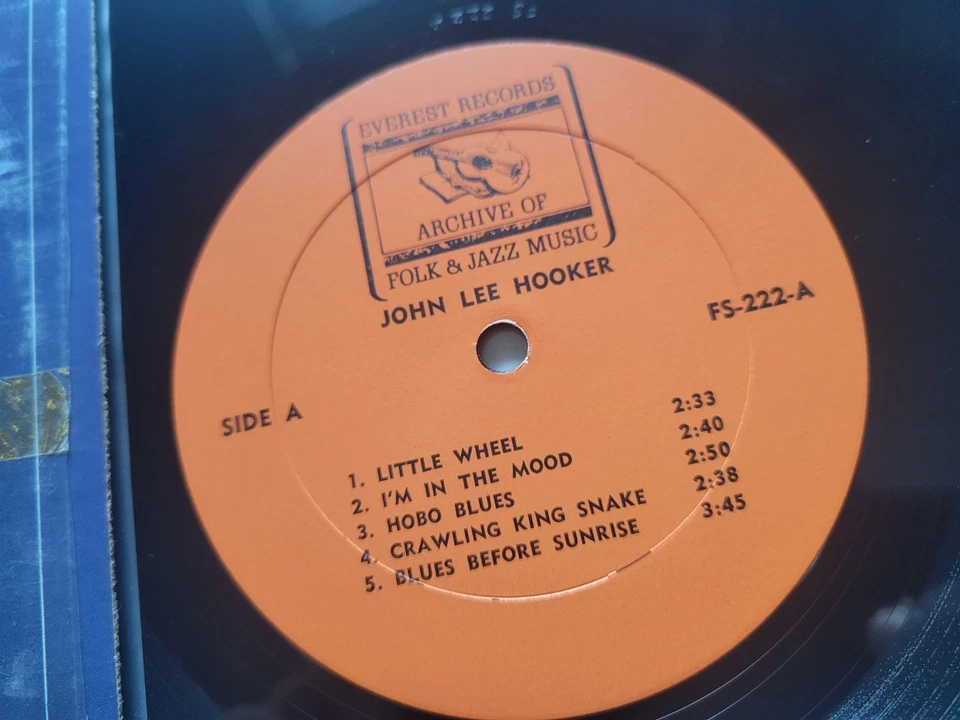 EVEREST RECORDS
ARCHIVE OF
FOLK & JAZZ MUSIC
JOHN LEE HOOKER
FS-222-A
SIDE A
1. LITTLE WHEEL 2:33
2. I'M IN THE MOOD 2:40
3. HOBO BLUES 2:50
4. CRAWLING KING SNAKE 2:38
5. BLUES BEFORE SUNRISE 3:45